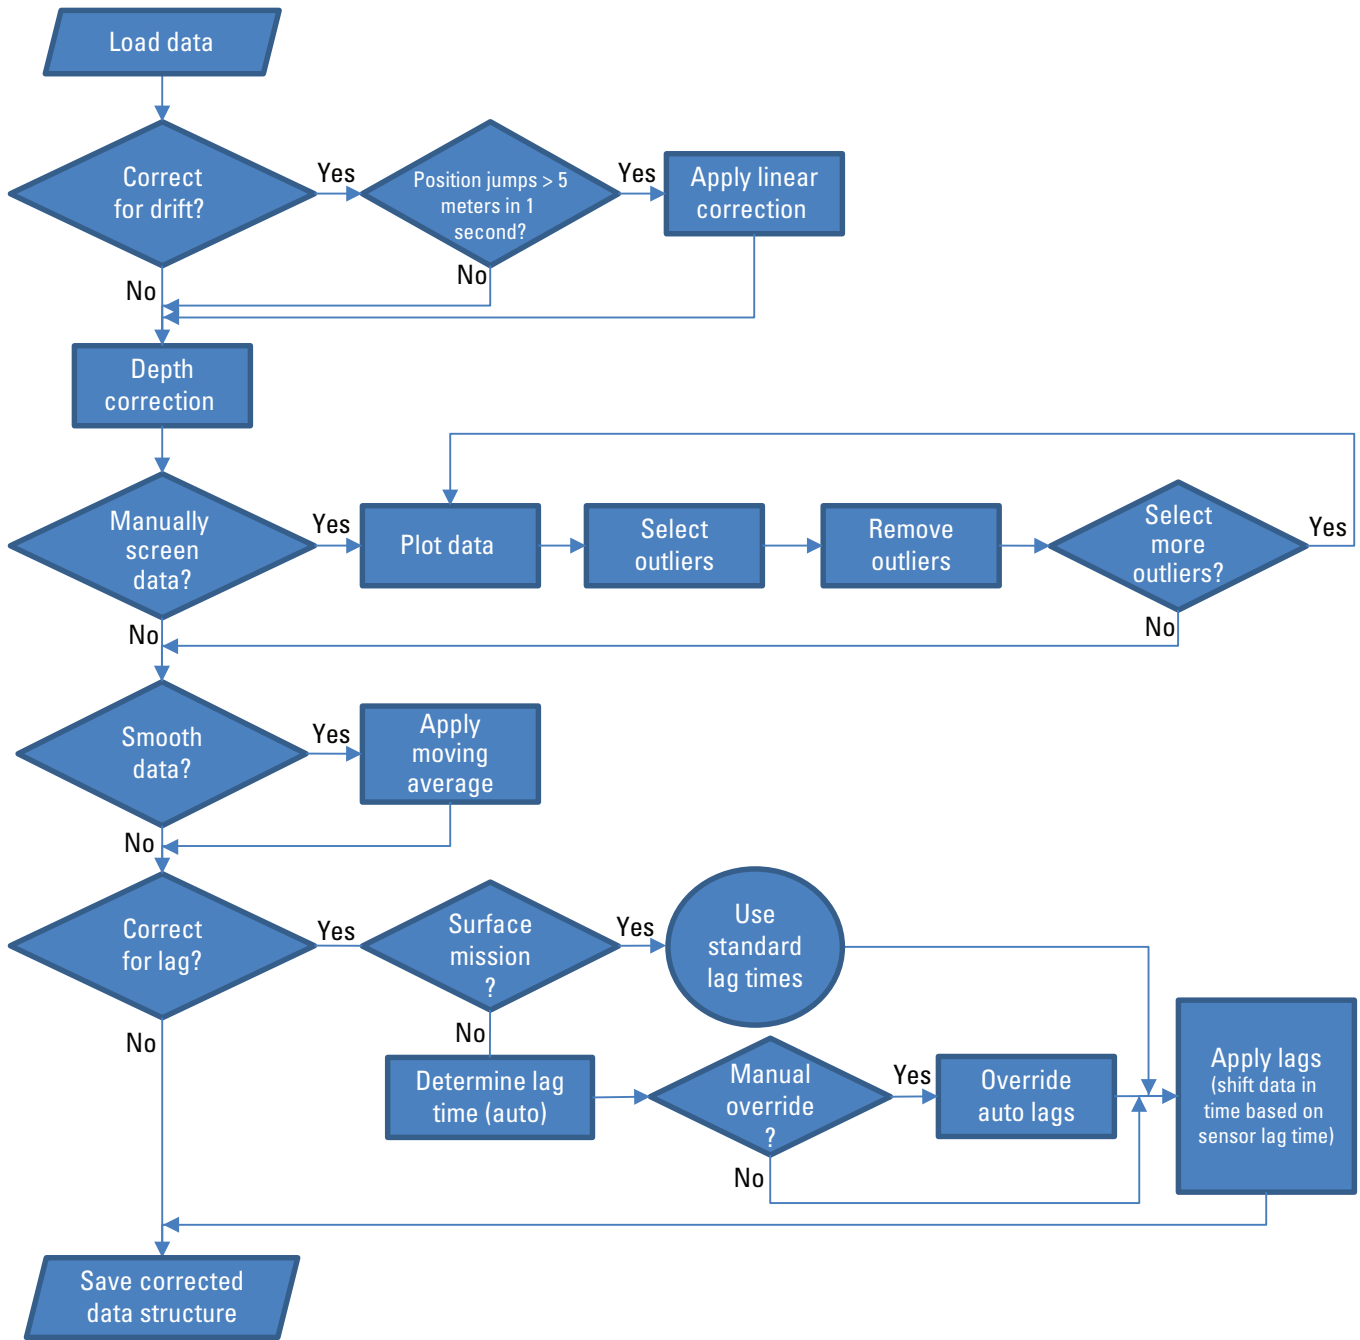 Load data
Correct
for drift?
Yes
Position jumps > 5
meters in 1
second?
Yes
Apply linear
correction
No
No
Depth
correction
Manually
screen
data?
Yes
Plot data
Select
outliers
Remove
outliers
Select
more
outliers?
Yes
No
No
Smooth
data?
Yes
Apply
moving
average
No
Correct
for lag?
Yes
Surface
mission
?
Yes
Use
standard
lag times
No
No
Determine lag
time (auto)
Manual
override
?
Yes
Override
auto lags
No
Apply lags
(shift data in
time based on
sensor lag time)
Save corrected
data structure